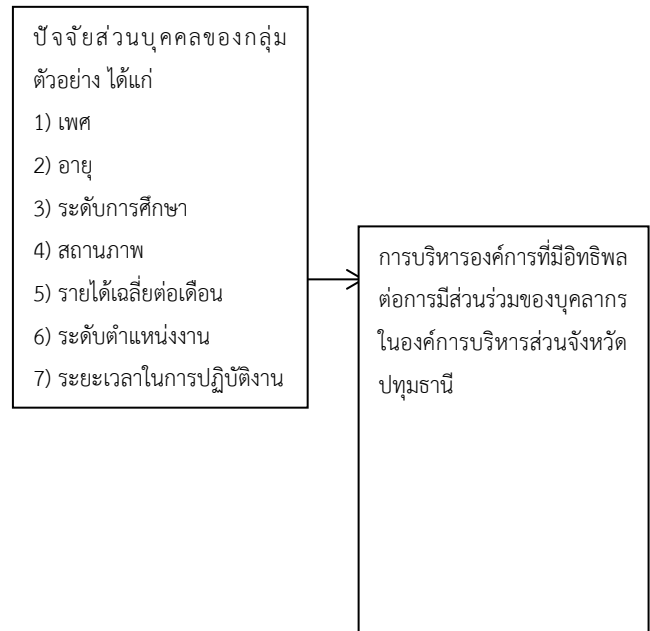 ปัจจัยส่วนบุคคลของกลุ่ม
ตัวอย่าง ได้แก่
1) เพศ
2) อายุ
3) ระดับการศึกษา
4) สถานภาพ
5) รายได้เฉลี่ยต่อเดือน
6) ระดับตำแหน่งงาน
7) ระยะเวลาในการปฏิบัติงาน
การบริหารองค์การที่มีอิทธิพล
ต่อการมีส่วนร่วมของบุคลากร
ในองค์การบริหารส่วนจังหวัด
ปทุมธานี